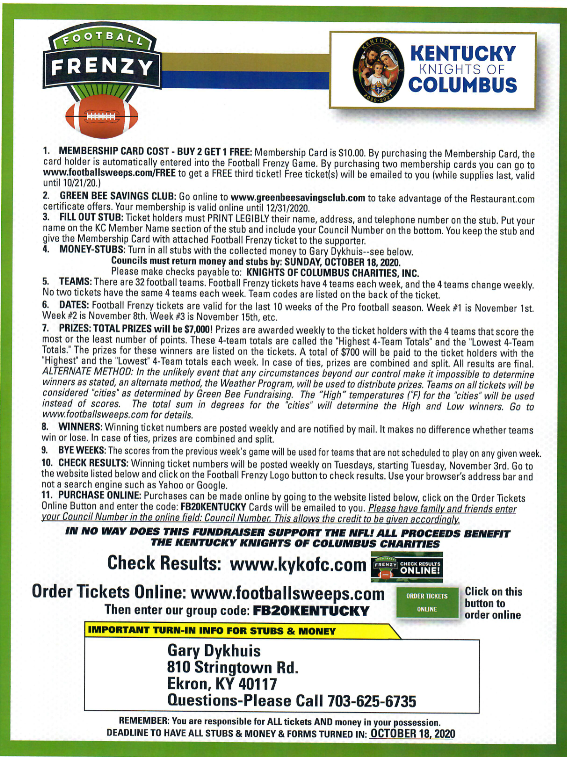 FOOTBALL
FRENZY
KENTUCKY
KNIGHTS OF
COLUMBUS
1. MEMBERSHIP CARD COST - BUY 2 GET 1 FREE: Membership Card is $10.00. By purchasing the Membership Card, the
card holder is automatically entered into the Football Frenzy Game. By purchasing two membership cards you can go to
www.footballsweeps.com/FREE to get a FREE third ticket! Free ticket(s) will be emailed to you (while supplies last, valid
until 10/21/20.)
2. GREEN BEE SAVINGS CLUB: Go online to www.greenbeesavingsclub.com to take advantage of the Restaurant.com
certificate offers. Your membership is valid online until 12/31/2020.
3. FILL OUT STUB: Ticket holders must PRINT LEGIBLY their name, address, and telephone number on the stub. Put your
name on the KC Member Name section of the stub and include your Council Number on the bottom. You keep the stub and
give the Membership Card with attached Football Frenzy ticket to the supporter.
4. MONEY-STUBS: Turn in all stubs with the collected money to Gary Dykhuis--see below.
Councils must return money and stubs by: SUNDAY, OCTOBER 18, 2020.
Please make checks payable to: KNIGHTS OF COLUMBUS CHARITIES, INC.
5. TEAMS: There are 32 football teams. Football Frenzy tickets have 4 teams each week, and the 4 teams change weekly.
No two tickets have the same 4 teams each week. Team codes are listed on the back of the ticket.
6. DATES: Football Frenzy tickets are valid for the last 10 weeks of the Pro football season. Week #1 is November 1st.
Week #2 is November 8th. Week #3 is November 15th, etc.
7. PRIZES: TOTAL PRIZES will be $7,000! Prizes are awarded weekly to the ticket holders with the 4 teams that score the
most or the least number of points. These 4-team totals are called the "Highest 4-Team Totals" and the "Lowest 4-Team
Totals." The prizes for these winners are listed on the tickets. A total of $700 will be paid to the ticket holders with the
"Highest" and the "Lowest" 4-Team totals each week. In case of ties, prizes are combined and split. All results are final.
ALTERNATE METHOD: In the unlikely event that any circumstances beyond our control make it impossible to determine
winners as stated, an alternate method, the Weather Program, will be used to distribute prizes. Teams on all tickets will be
considered "cities" as determined by Green Bee Fundraising. The "High" temperatures (°F) for the "cities" will be used
instead of scores. The total sum in degrees for the "cities" will determine the High and Low winners. Go to
www.footballsweeps.com for details.
8. WINNERS: Winning ticket numbers are posted weekly and are notified by mail. It makes no difference whether teams
win or lose. In case of ties, prizes are combined and split.
9. BYE WEEKS: The scores from the previous week's game will be used for teams that are not scheduled to play on any given week.
10. CHECK RESULTS: Winning ticket numbers will be posted weekly on Tuesdays, starting Tuesday, November 3rd. Go to
the website listed below and click on the Football Frenzy Logo button to check results. Use your browser's address bar and
not a search engine such as Yahoo or Google.
11. PURCHASE ONLINE: Purchases can be made online by going to the website listed below, click on the Order Tickets
Online Button and enter the code: FB20KENTUCKY Cards will be emailed to you. Please have family and friends enter
your Council Number in the online field: Council Number. This allows the credit to be given accordingly.
IN NO WAY DOES THIS FUNDRAISER SUPPORT THE NFL! ALL PROCEEDS BENEFIT
THE KENTUCKY KNIGHTS OF COLUMBUS CHARITIES
Check Results: www.kykofc.com
FRENZY
CHECK RESULTS
ONLINE!
Order Tickets Online: www.footballsweeps.com
Then enter our group code: FB20KENTUCKY
ORDER TICKETS
ONLINE
Click on this
button to
order online
IMPORTANT TURN-IN INFO FOR STUBS & MONEY
Gary Dykhuis
810 Stringtown Rd.
Ekron, KY 40117
Questions-Please Call 703-625-6735
REMEMBER: You are responsible for ALL tickets AND money in your possession.
DEADLINE TO HAVE ALL STUBS & MONEY & FORMS TURNED IN: OCTOBER 18, 2020